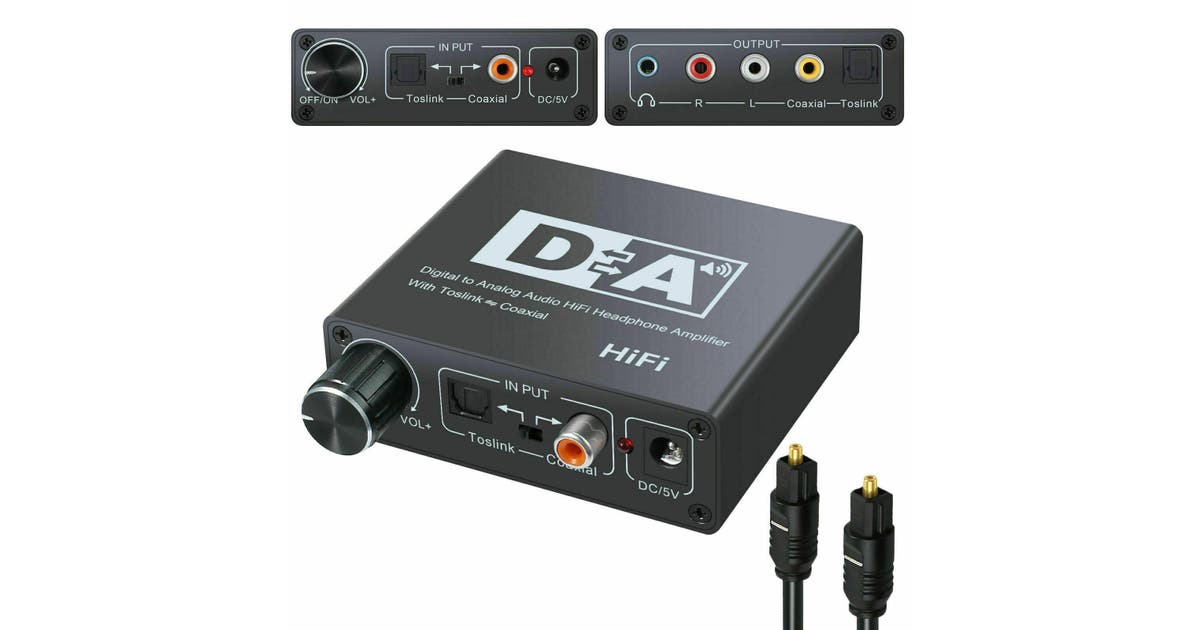 IN PUT
OFF/ON VOL+ Toslink Coaxial DC/5V
OUTPUT
R L Coaxial Toslink
D A
Digital to Analog Audio HiFi Headphone Amplifier
With Toslink ⇋ Coaxial
HiFi
IN PUT
VOL+
Toslink
Coaxial
DC/5V